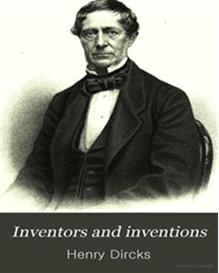 Inventors and inventions
Henry Dircks